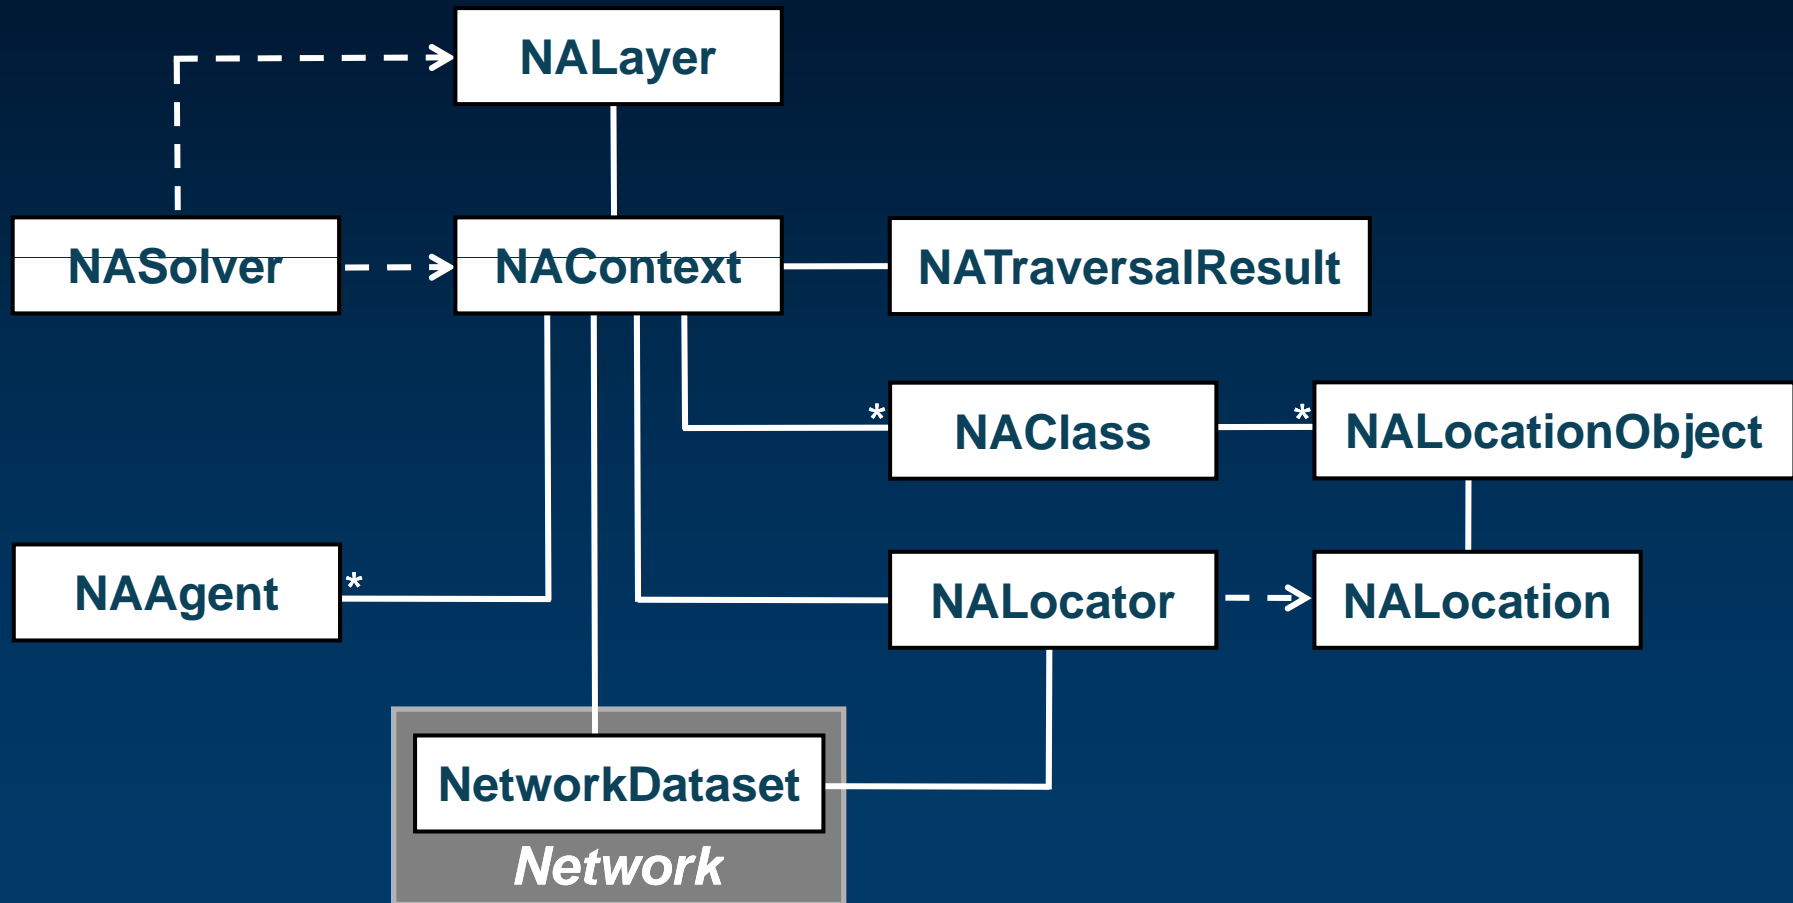 NALayer
NASolver
NAContext
NATraversalResult
* NAClass
* NALocationObject
NAAgent *
NALocator
NALocation
NetworkDataset
Network